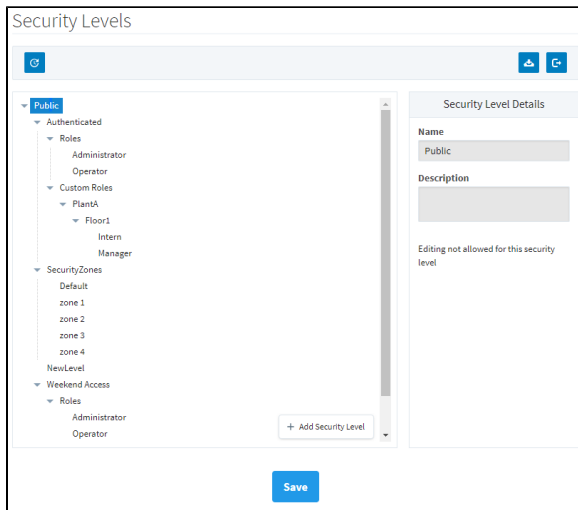 Security Levels
Public
Authenticated
Roles
Administrator
Operator
Custom Roles
PlantA
Floor1
Intern
Manager
SecurityZones
Default
zone 1
zone 2
zone 3
zone 4
NewLevel
Weekend Access
Roles
Administrator
Operator
+ Add Security Level
Security Level Details
Name
Public
Description
Editing not allowed for this security
level
Save